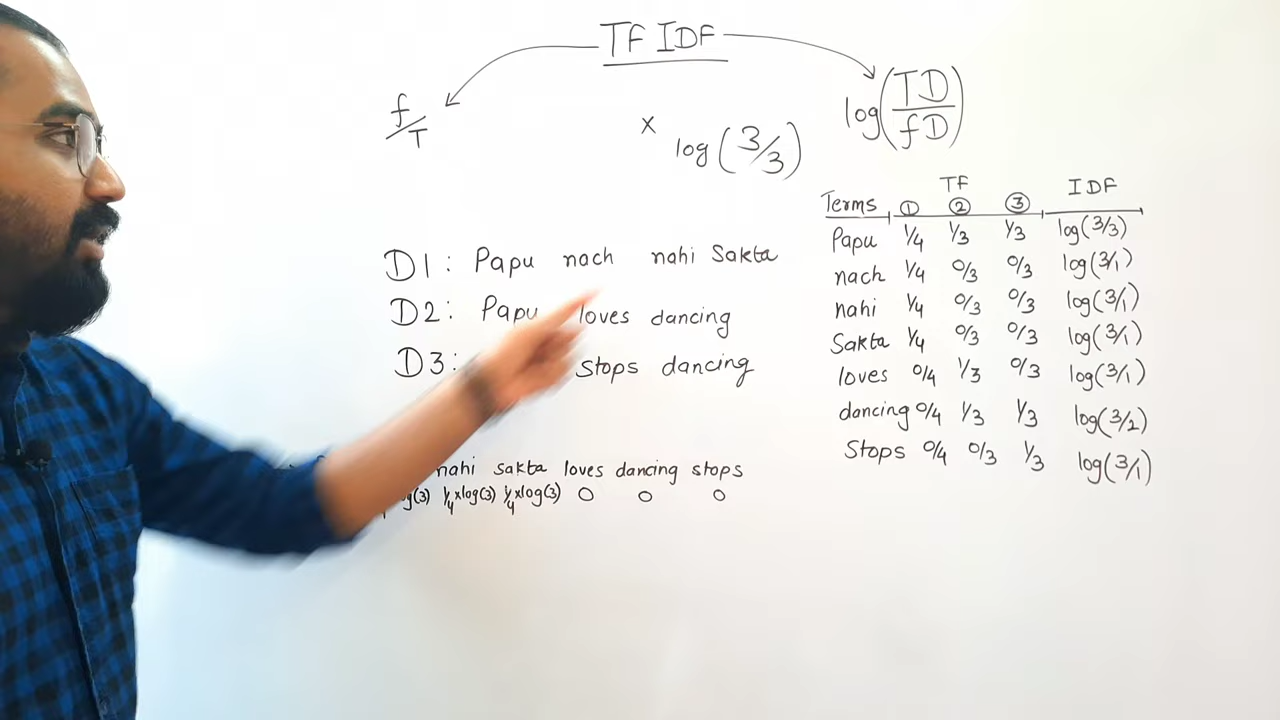 TF IDF
f/T
×
log(3/3)
log(TD/fD)
TF
IDF
Terms ① ② ③
Papu 1/4 1/3 1/3 log(3/3)
nach 1/4 0/3 0/3 log(3/1)
nahi 1/4 0/3 0/3 log(3/1)
Sakta 1/4 0/3 0/3 log(3/1)
loves 0/4 1/3 0/3 log(3/1)
dancing 0/4 1/3 1/3 log(3/2)
Stops 0/4 0/3 1/3 log(3/1)
D1: Papu nach nahi Sakta
D2: Papu loves dancing
D3: Stops dancing
nahi sakta loves dancing stops
1/4×log(3) 1/4×log(3) 0 0 0